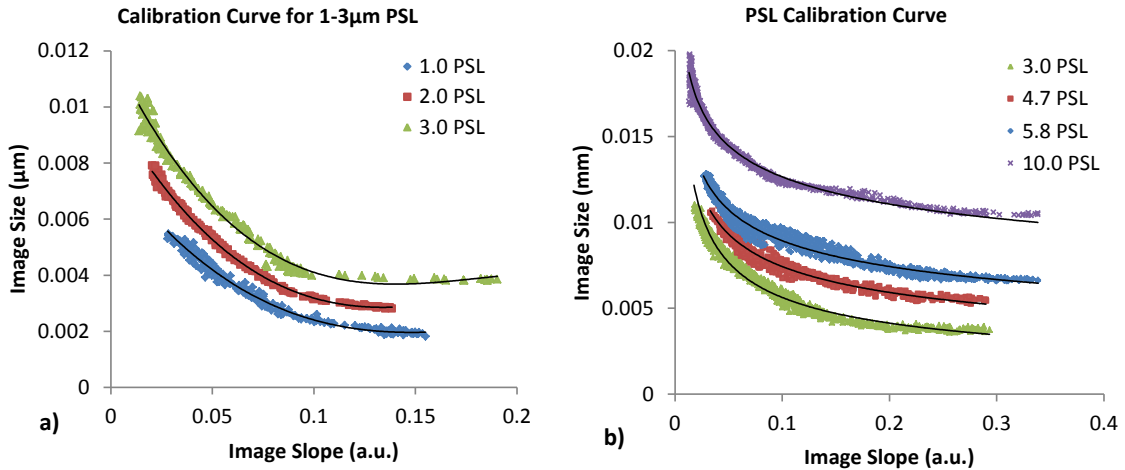 Calibration Curve for 1-3µm PSL
0.012
0.01
0.008
0.006
0.004
0.002
0
0
0.05
0.1
0.15
0.2
Image Size (µm)
Image Slope (a.u.)
1.0 PSL
2.0 PSL
3.0 PSL
a)
PSL Calibration Curve
0.02
0.015
0.01
0.005
0
0
0.1
0.2
0.3
0.4
Image Size (mm)
Image Slope (a.u.)
3.0 PSL
4.7 PSL
5.8 PSL
10.0 PSL
b)